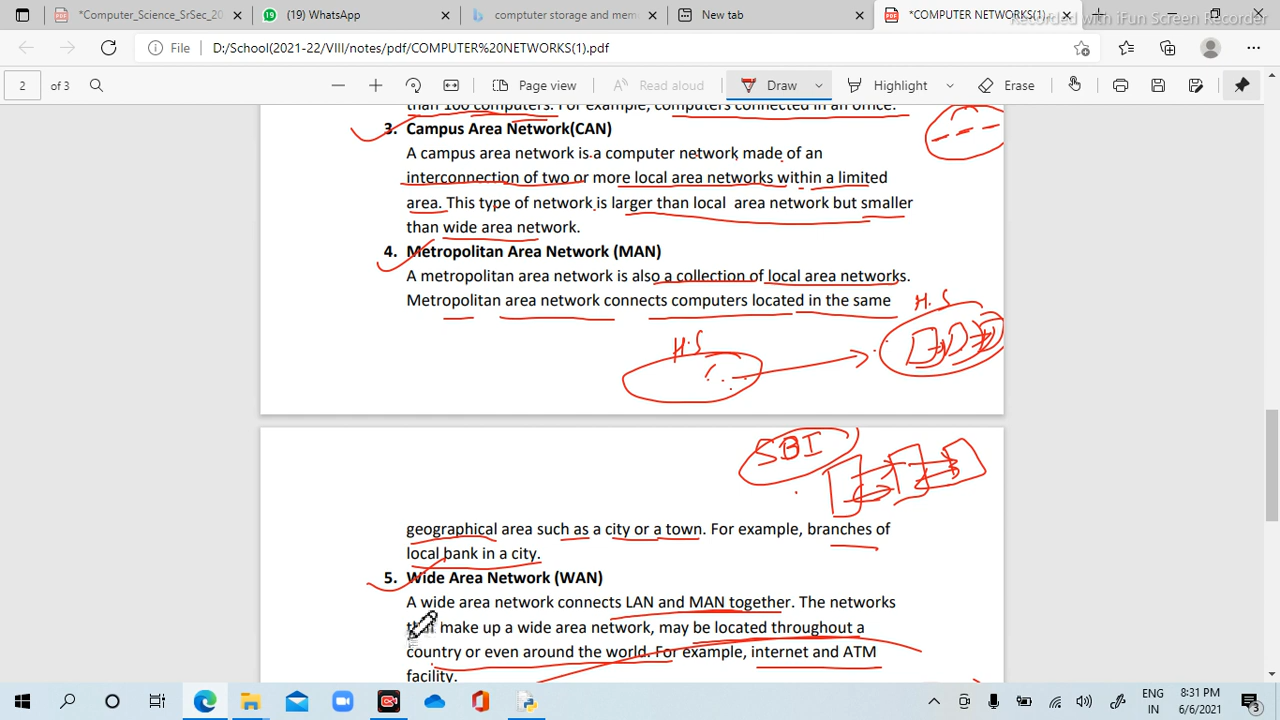 *Computer_Science_Sslec_20
(19) WhatsApp
comptuter storage and mem
New tab
*COMPUTER NETWORKS(1).p
Recorded with iFun Screen Recorder
File
D:/School(2021-22/VIII/notes/pdf/COMPUTER%20NETWORKS(1).pdf
2 of 3
Page view
Read aloud
Draw
Highlight
Erase
than 100 computers. For example, computers connected in an office.
3. Campus Area Network(CAN)
A campus area network is a computer network, made of an
interconnection of two or more local area networks within a limited
area. This type of network is larger than local area network but smaller
than wide area network.
4. Metropolitan Area Network (MAN)
A metropolitan area network is also a collection of local area networks.
Metropolitan area network connects computers located in the same
H.S
H.S
SBI
geographical area such as a city or a town. For example, branches of
local bank in a city.
5. Wide Area Network (WAN)
A wide area network connects LAN and MAN together. The networks
that make up a wide area network, may be located throughout a
country or even around the world. For example, internet and ATM
facility.
ENG
IN
8:31 PM
6/6/2021
3